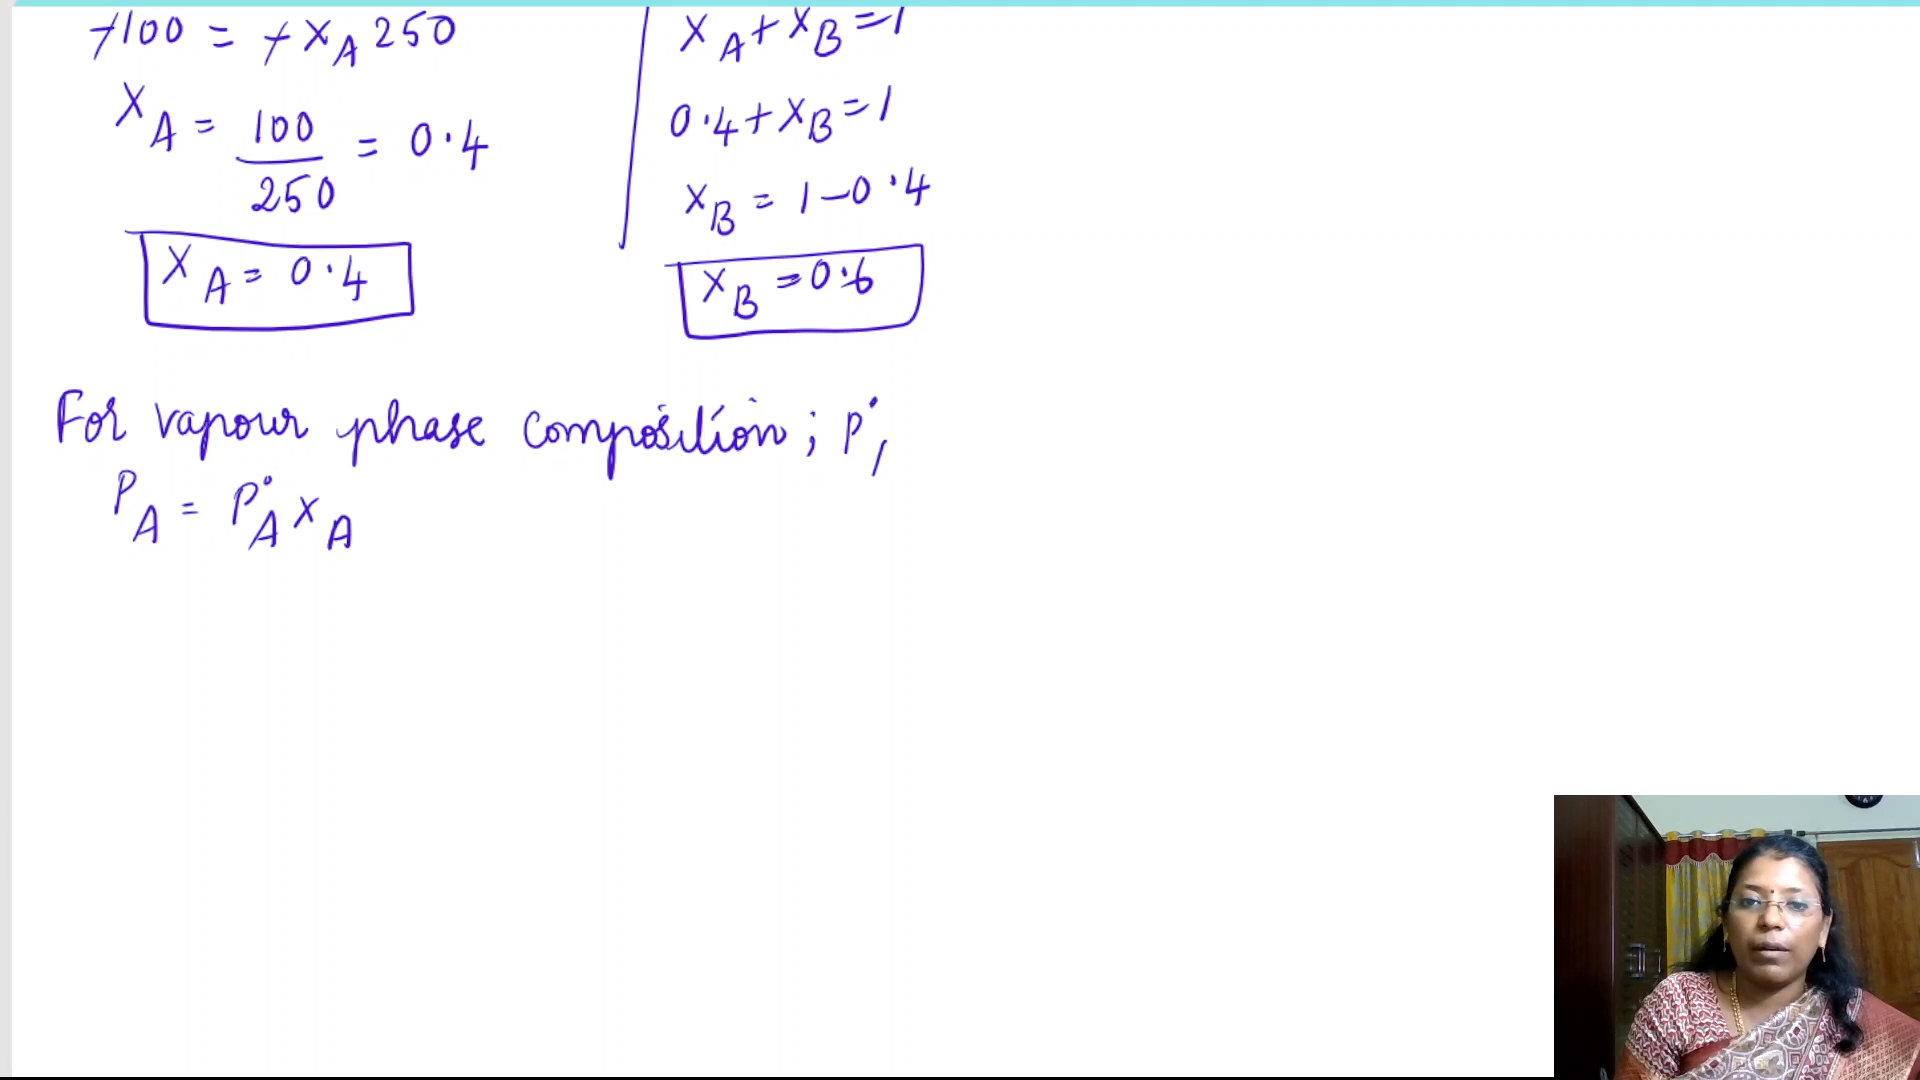 -100 = - x_A 250
x_A = 100/250 = 0.4
x_A = 0.4
x_A + x_B = 1
0.4 + x_B = 1
x_B = 1 - 0.4
x_B = 0.6
For vapour phase composition; P°,
P_A = P°_A x_A